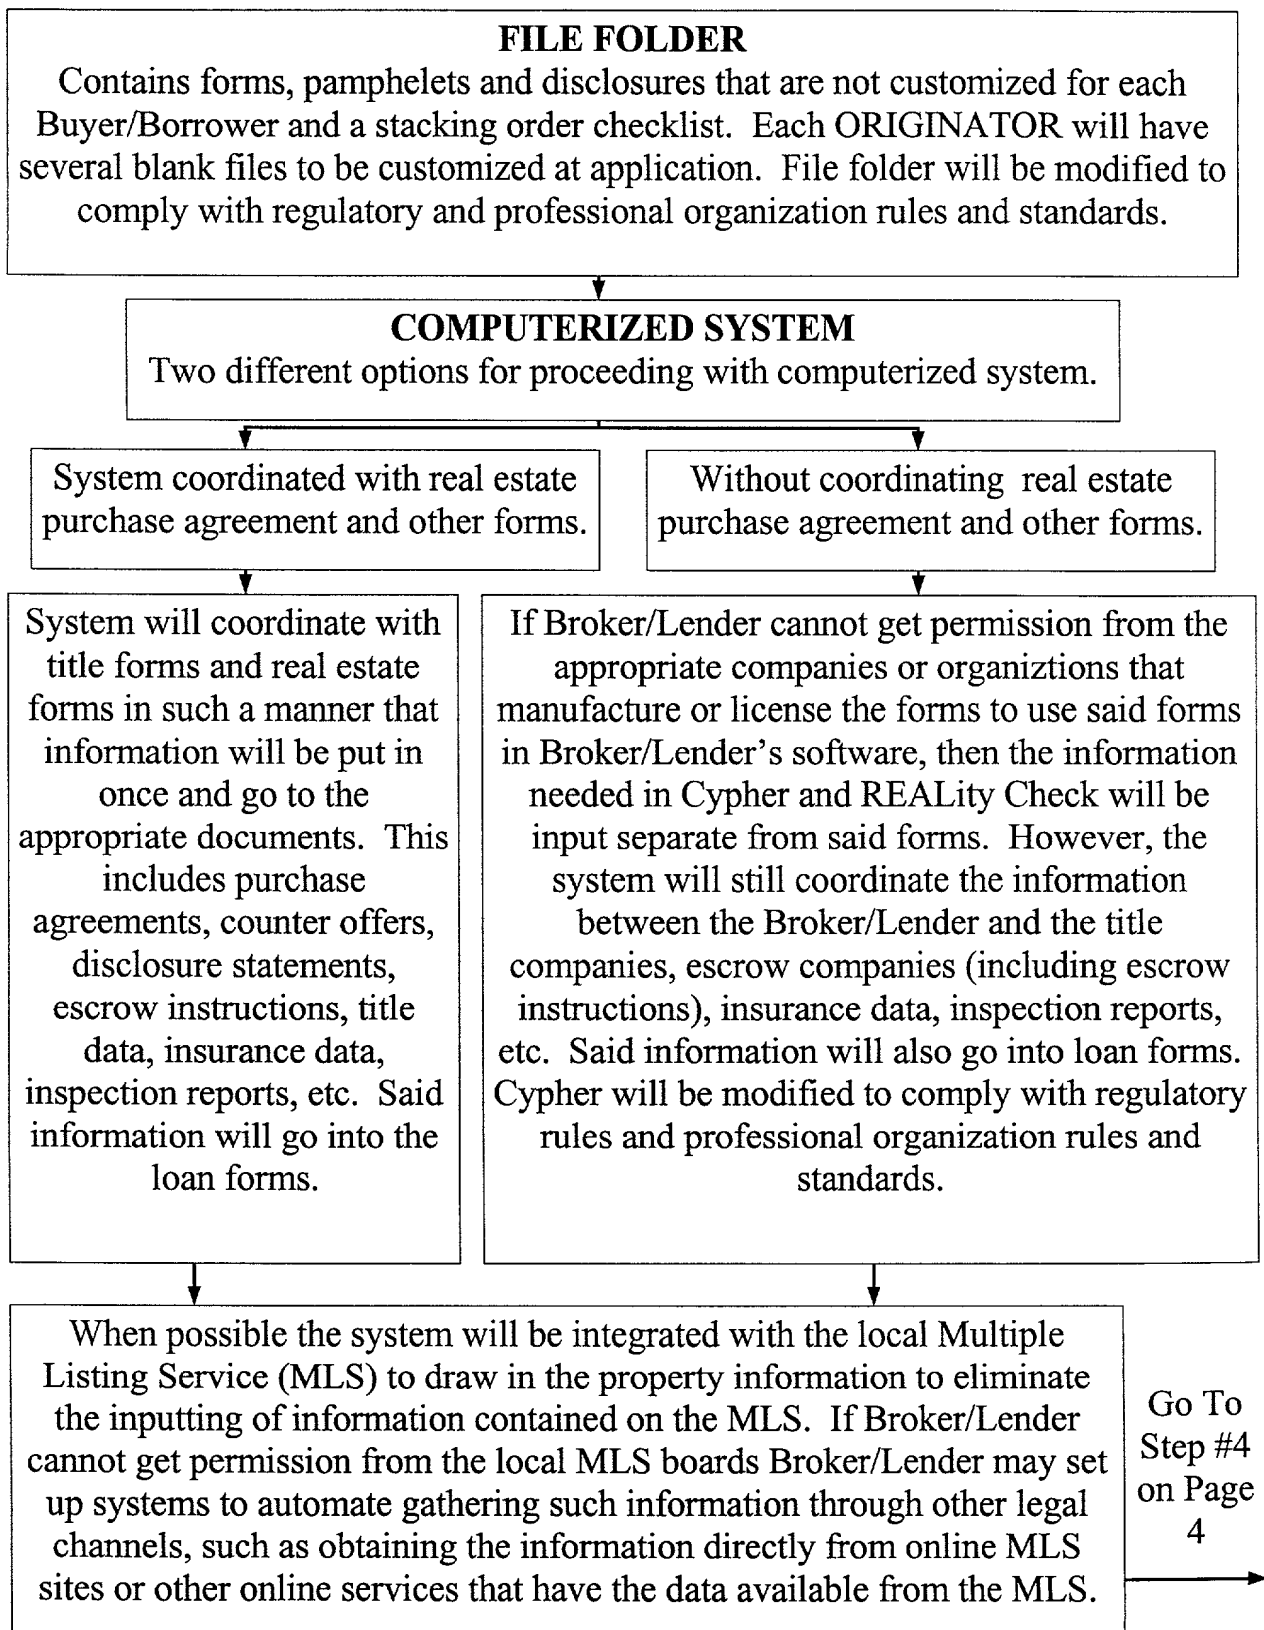 FILE FOLDER
Contains forms, pamphelets and disclosures that are not customized for each
Buyer/Borrower and a stacking order checklist.  Each ORIGINATOR will have
several blank files to be customized at application.  File folder will be modified to
comply with regulatory and professional organization rules and standards.
COMPUTERIZED SYSTEM
Two different options for proceeding with computerized system.
System coordinated with real estate
purchase agreement and other forms.
Without coordinating  real estate
purchase agreement and other forms.
System will coordinate with
title forms and real estate
forms in such a manner that
information will be put in
once and go to the
appropriate documents.  This
includes purchase
agreements, counter offers,
disclosure statements,
escrow instructions, title
data, insurance data,
inspection reports, etc.  Said
information will go into the
loan forms.
If Broker/Lender cannot get permission from the
appropriate companies or organiztions that
manufacture or license the forms to use said forms
in Broker/Lender's software, then the information
needed in Cypher and REALity Check will be
input separate from said forms.  However, the
system will still coordinate the information
between the Broker/Lender and the title
companies, escrow companies (including escrow
instructions), insurance data, inspection reports,
etc.  Said information will also go into loan forms.
Cypher will be modified to comply with regulatory
rules and professional organization rules and
standards.
When possible the system will be integrated with the local Multiple
Listing Service (MLS) to draw in the property information to eliminate
the inputting of information contained on the MLS.  If Broker/Lender
cannot get permission from the local MLS boards Broker/Lender may set
up systems to automate gathering such information through other legal
channels, such as obtaining the information directly from online MLS
sites or other online services that have the data available from the MLS.
Go To
Step #4
on Page
4